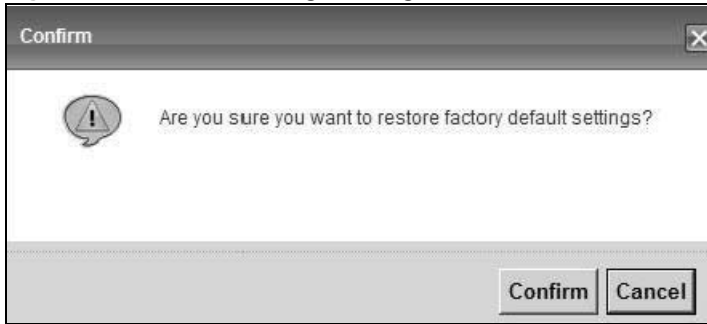 Confirm
Are you sure you want to restore factory default settings?
Confirm Cancel